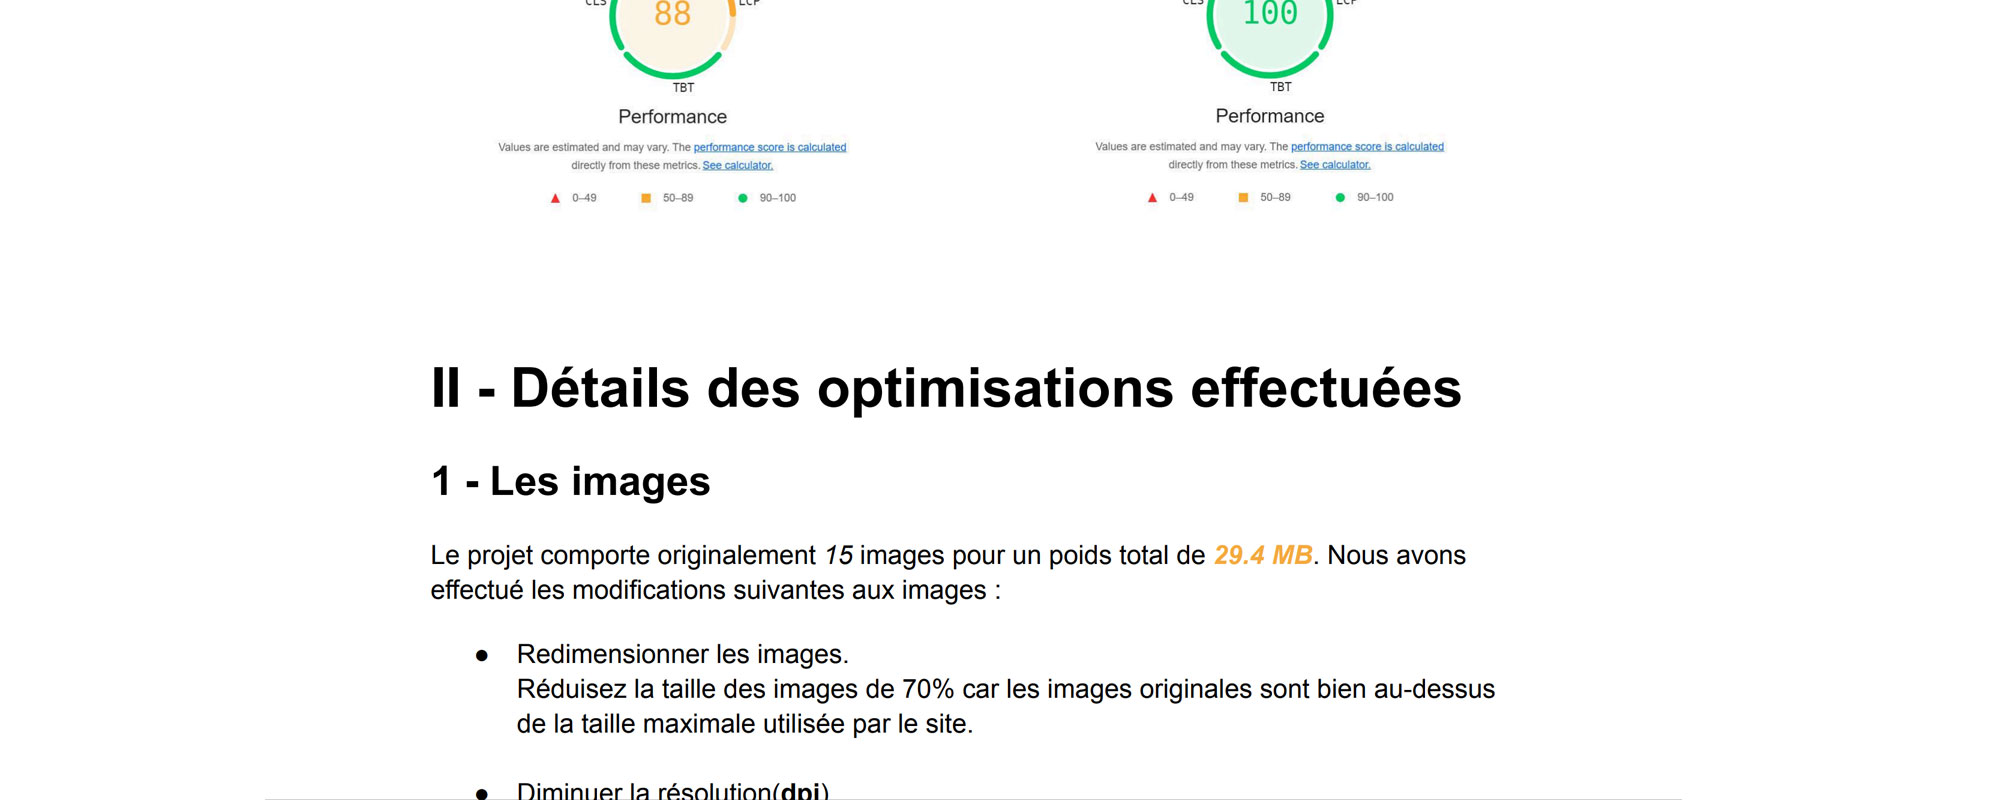 CLS 88 LCP
TBT
Performance
Values are estimated and may vary. The performance score is calculated
directly from these metrics. See calculator.
0–49 50–89 90–100
CLS 100 LCP
TBT
Performance
Values are estimated and may vary. The performance score is calculated
directly from these metrics. See calculator.
0–49 50–89 90–100
II - Détails des optimisations effectuées
1 - Les images
Le projet comporte originalement 15 images pour un poids total de 29.4 MB. Nous avons
effectué les modifications suivantes aux images :
● Redimensionner les images.
Réduisez la taille des images de 70% car les images originales sont bien au-dessus
de la taille maximale utilisée par le site.
● Diminuer la résolution(dpi)